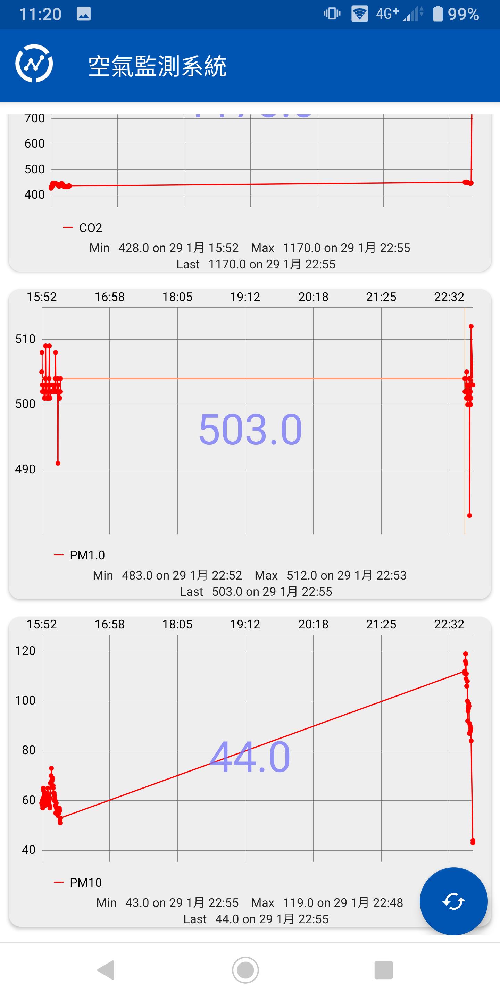 11:20 4G+ 99%
空氣監測系統
700
600
500
400
CO2
Min 428.0 on 29 1月 15:52 Max 1170.0 on 29 1月 22:55
Last 1170.0 on 29 1月 22:55
15:52 16:58 18:05 19:12 20:18 21:25 22:32
510
500
503.0
490
PM1.0
Min 483.0 on 29 1月 22:52 Max 512.0 on 29 1月 22:53
Last 503.0 on 29 1月 22:55
15:52 16:58 18:05 19:12 20:18 21:25 22:32
120
100
80
44.0
60
40
PM10
Min 43.0 on 29 1月 22:55 Max 119.0 on 29 1月 22:48
Last 44.0 on 29 1月 22:55